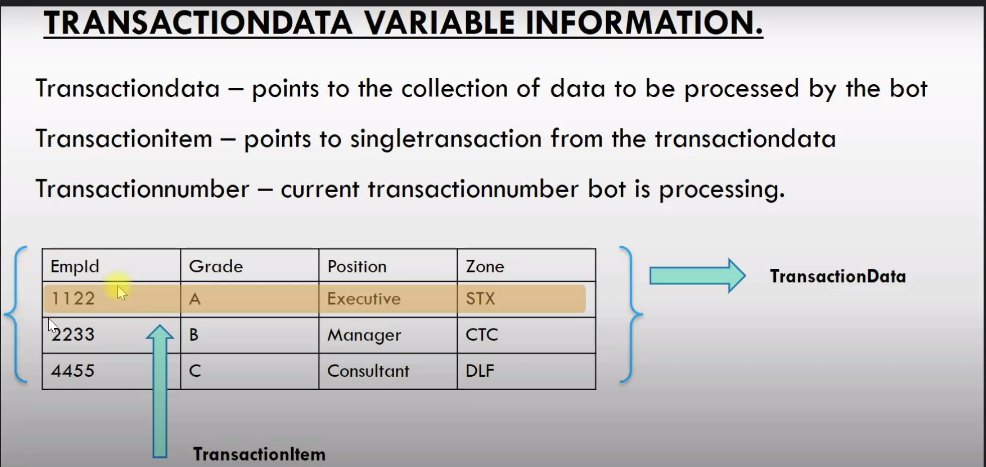 TRANSACTIONDATA VARIABLE INFORMATION.
Transactiondata – points to the collection of data to be processed by the bot
Transactionitem – points to singletransaction from the transactiondata
Transactionnumber – current transactionnumber bot is processing.
EmpId Grade Position Zone
TransactionData
1122 A Executive STX
2233 B Manager CTC
4455 C Consultant DLF
TransactionItem